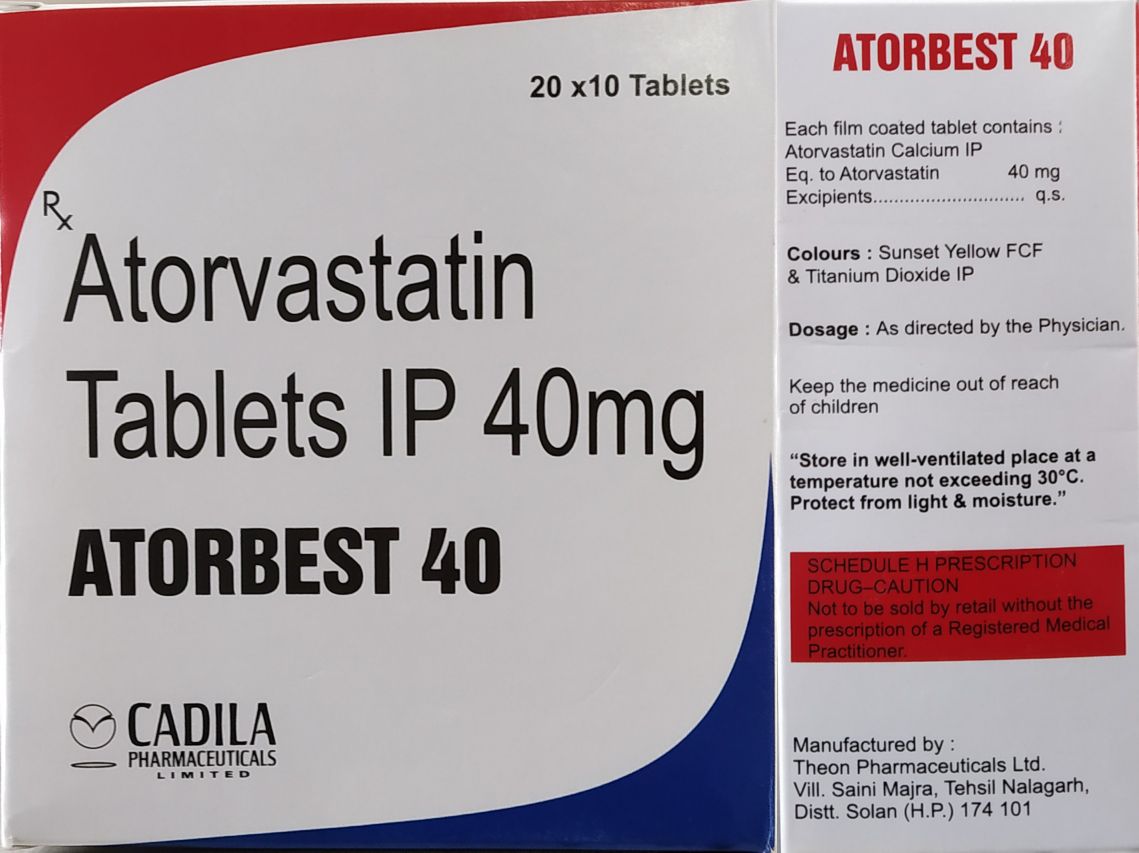 20 x10 Tablets
Rx
Atorvastatin
Tablets IP 40mg
ATORBEST 40
CADILA
PHARMACEUTICALS
LIMITED
ATORBEST 40
Each film coated tablet contains :
Atorvastatin Calcium IP
Eq. to Atorvastatin 40 mg
Excipients............................. q.s.
Colours : Sunset Yellow FCF
& Titanium Dioxide IP
Dosage : As directed by the Physician.
Keep the medicine out of reach
of children
“Store in well-ventilated place at a
temperature not exceeding 30°C.
Protect from light & moisture.”
SCHEDULE H PRESCRIPTION
DRUG–CAUTION
Not to be sold by retail without the
prescription of a Registered Medical
Practitioner.
Manufactured by :
Theon Pharmaceuticals Ltd.
Vill. Saini Majra, Tehsil Nalagarh,
Distt. Solan (H.P.) 174 101